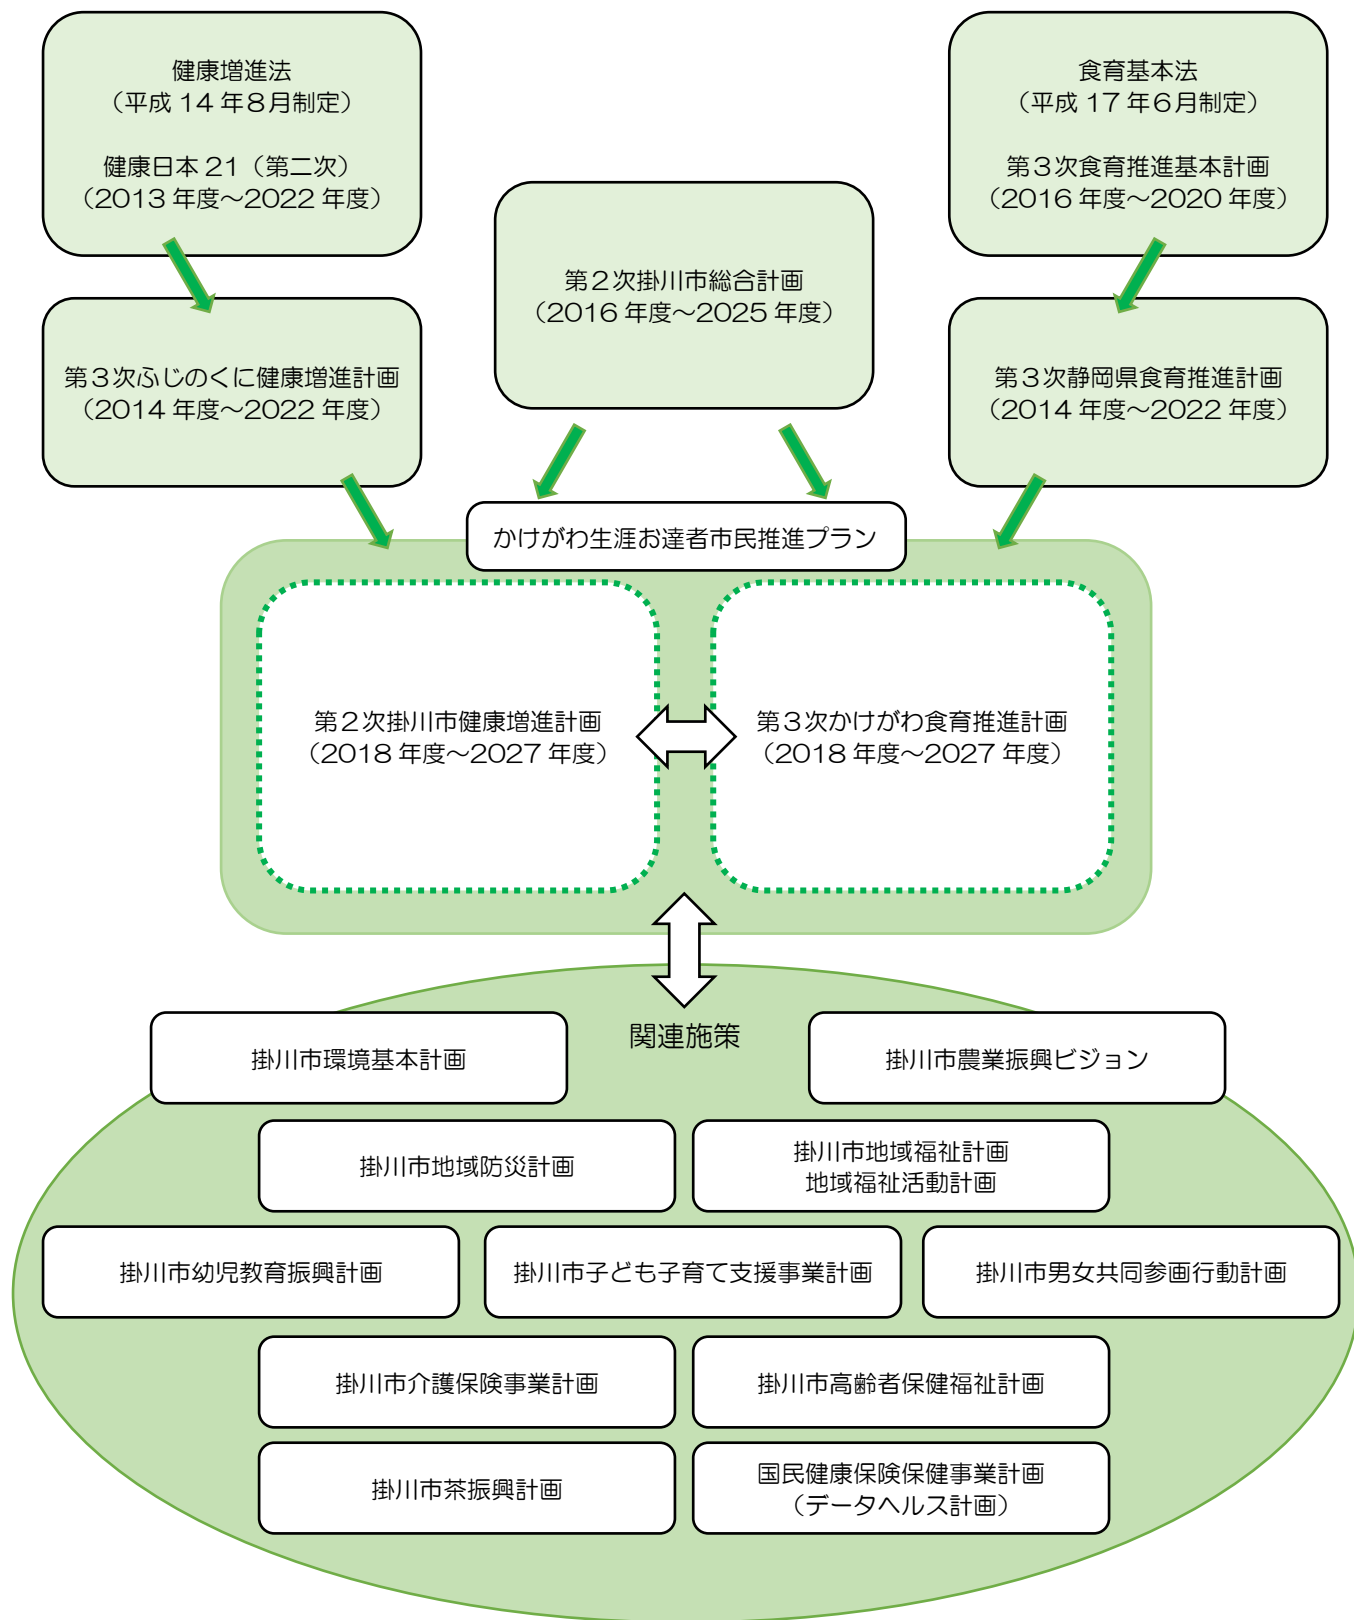 健康増進法
（平成 14 年８月制定）
健康日本 21（第二次）
（2013 年度～2022 年度）
食育基本法
（平成 17 年６月制定）
第３次食育推進基本計画
（2016 年度～2020 年度）
第２次掛川市総合計画
（2016 年度～2025 年度）
第３次ふじのくに健康増進計画
（2014 年度～2022 年度）
第３次静岡県食育推進計画
（2014 年度～2022 年度）
かけがわ生涯お達者市民推進プラン
第２次掛川市健康増進計画
（2018 年度～2027 年度）
第３次かけがわ食育推進計画
（2018 年度～2027 年度）
関連施策
掛川市環境基本計画
掛川市農業振興ビジョン
掛川市地域防災計画
掛川市地域福祉計画
地域福祉活動計画
掛川市幼児教育振興計画
掛川市子ども子育て支援事業計画
掛川市男女共同参画行動計画
掛川市介護保険事業計画
掛川市高齢者保健福祉計画
掛川市茶振興計画
国民健康保険保健事業計画
（データヘルス計画）